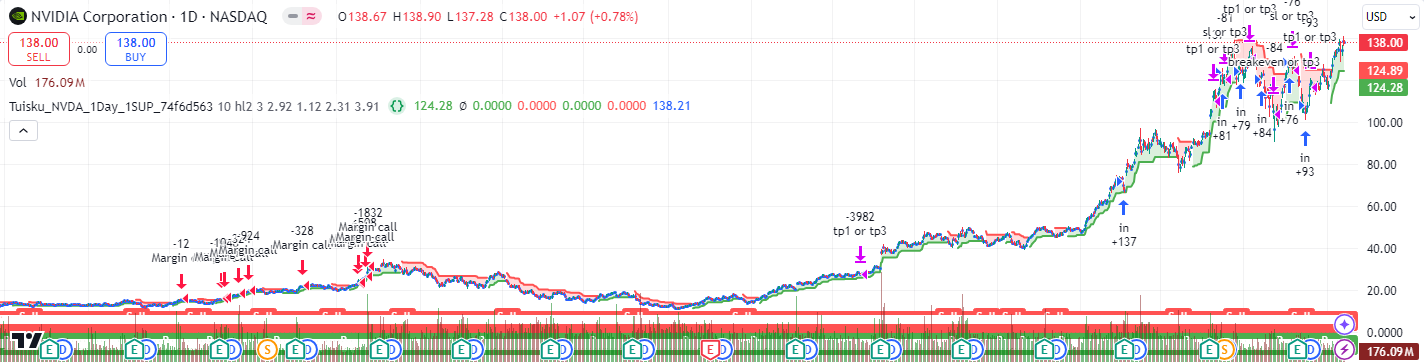 NVIDIA Corporation · 1D · NASDAQ
O138.67 H138.90 L137.28 C138.00 +1.07 (+0.78%)
USD
138.00
SELL
0.00
138.00
BUY
Vol 176.09M
Tuisku_NVDA_1Day_1SUP_74f6d563 10 hl2 3 2.92 1.12 2.31 3.91
124.28 Ø 0.0000 0.0000 0.0000 0.0000 138.21
-76
tp1 or tp3
-81
sl or tp3
-93
sl or tp3
tp1 or tp3
tp1 or tp3
-84
breakeven or tp3
138.00
124.89
124.28
100.00
80.00
60.00
40.00
20.00
0.0000
176.09M
in
+81
in
+79
in
+84
in
+76
in
+93
in
+137
-3982
tp1 or tp3
-1832
Margin call
Margin call
-328
Margin call
-924
Margin call
-12
Margin
E D E D E D E S E D E D E D E D E D E D E D E D E D E D E S E D